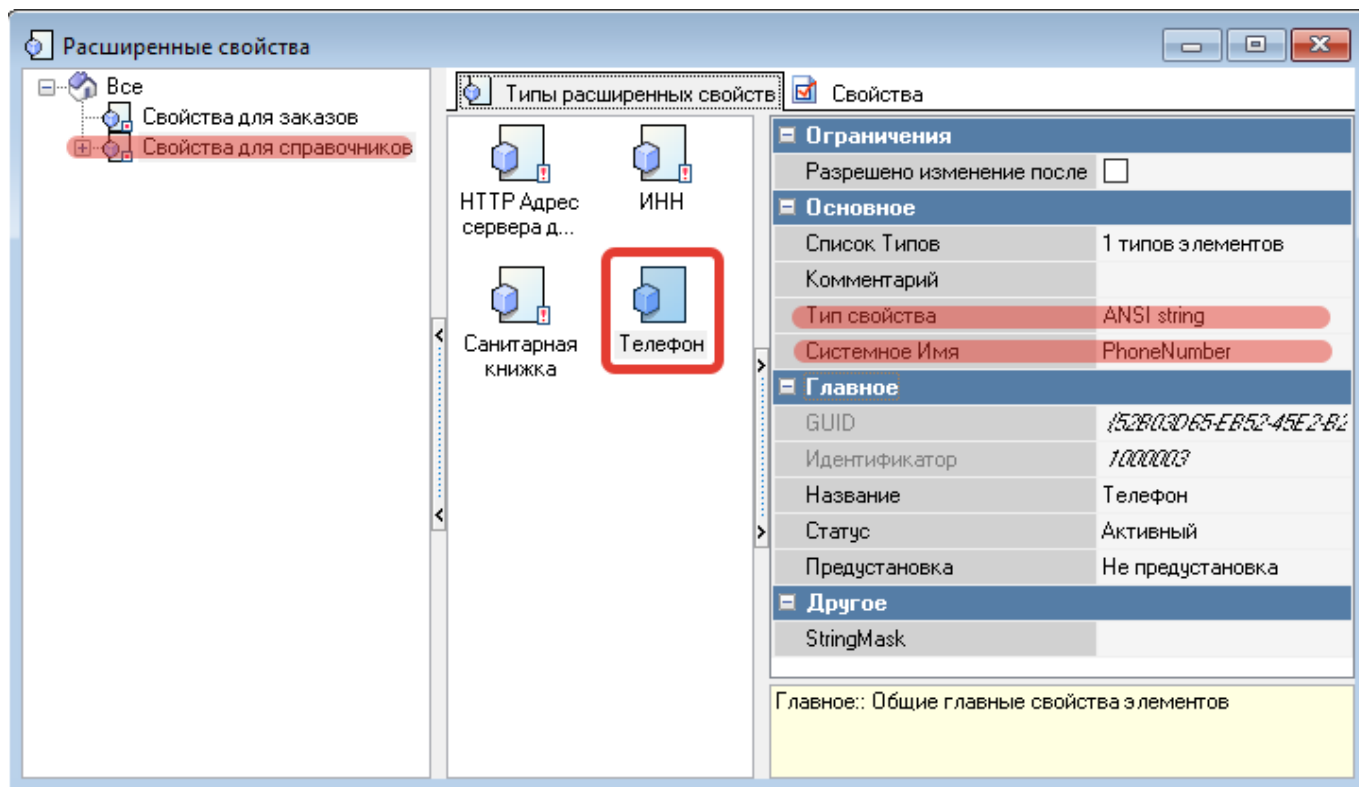 Расширенные свойства
Все
Свойства для заказов
Свойства для справочников
Типы расширенных свойств
Свойства
HTTP Адрес
сервера д...
ИНН
Санитарная
книжка
Телефон
Ограничения
Разрешено изменение после
Основное
Список Типов 1 типов элементов
Комментарий
Тип свойства ANSI string
Системное Имя PhoneNumber
Главное
GUID {52B03D65-EB52-45E2-B2
Идентификатор 1000003
Название Телефон
Статус Активный
Предустановка Не предустановка
Другое
StringMask
Главное:: Общие главные свойства элементов